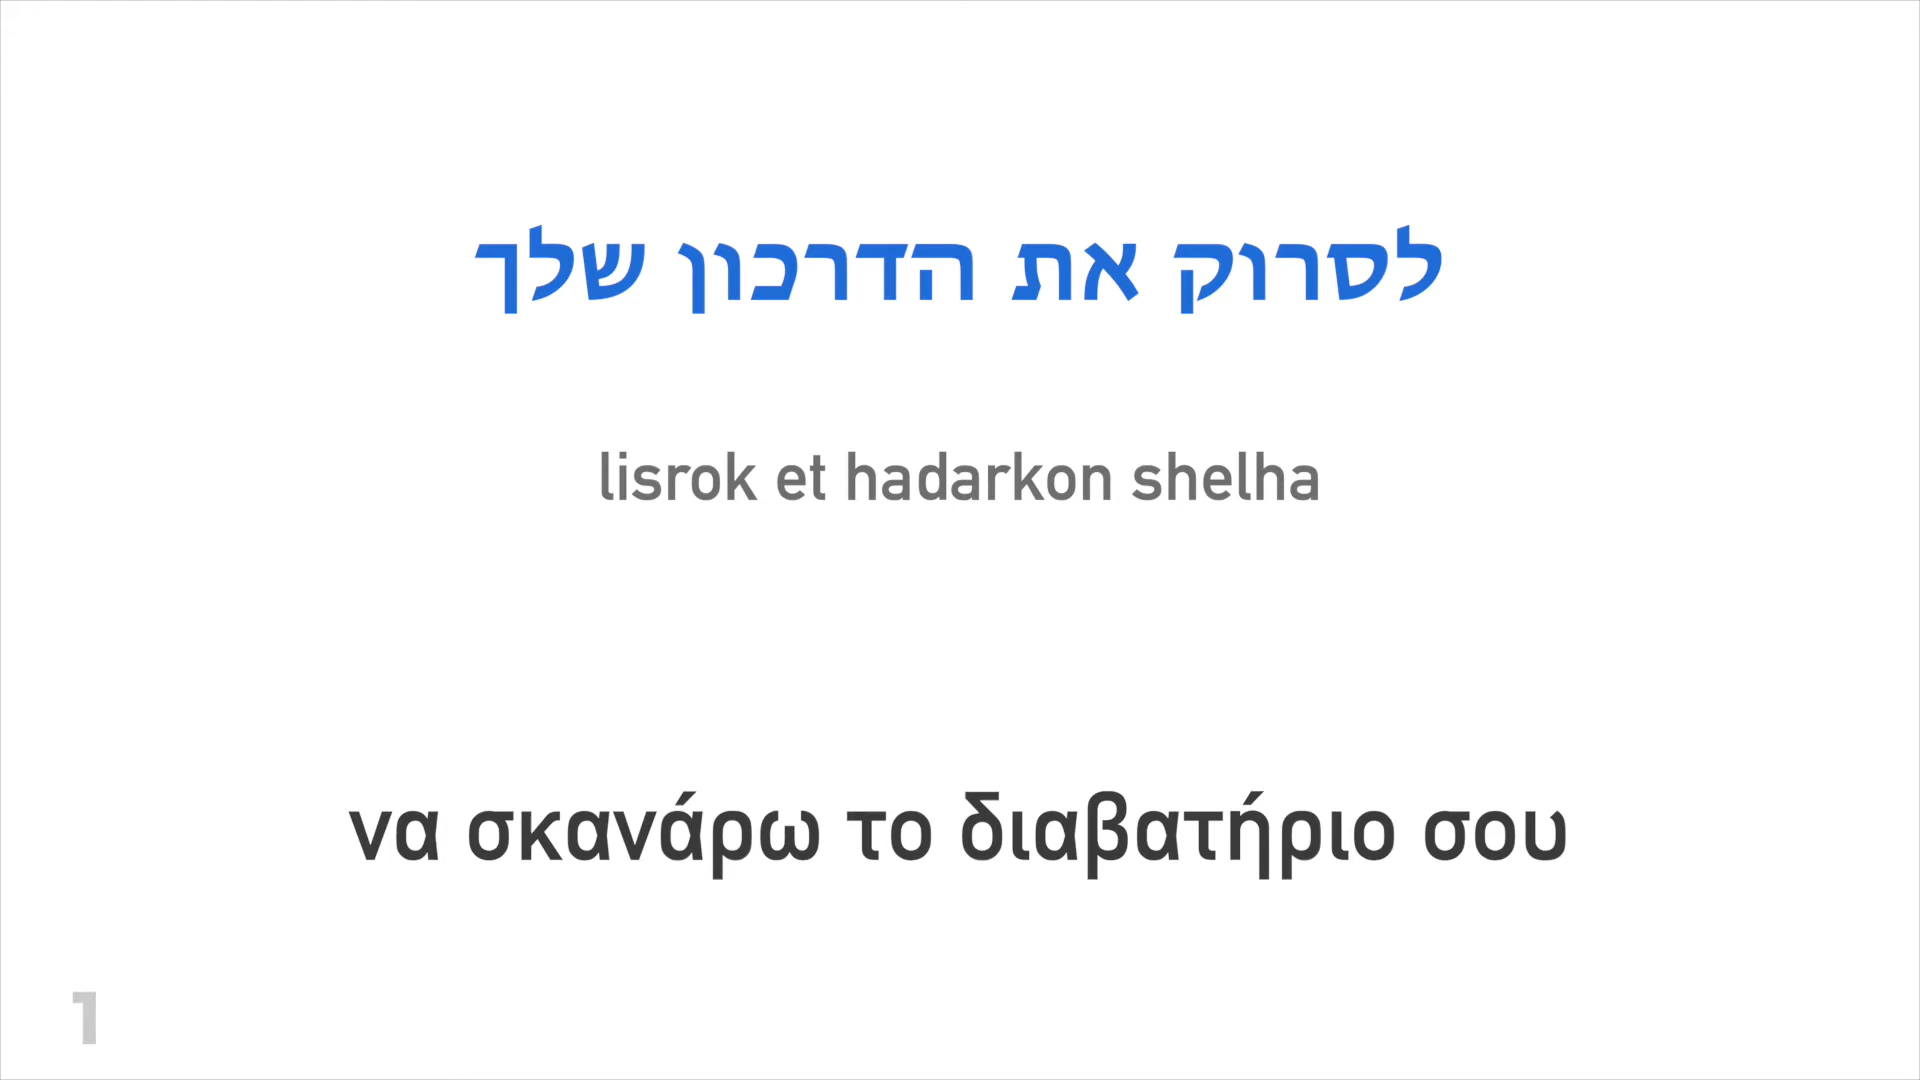 לסרוק את הדרכון שלך
lisrok et hadarkon shelha
να σκανάρω το διαβατήριο σου
1